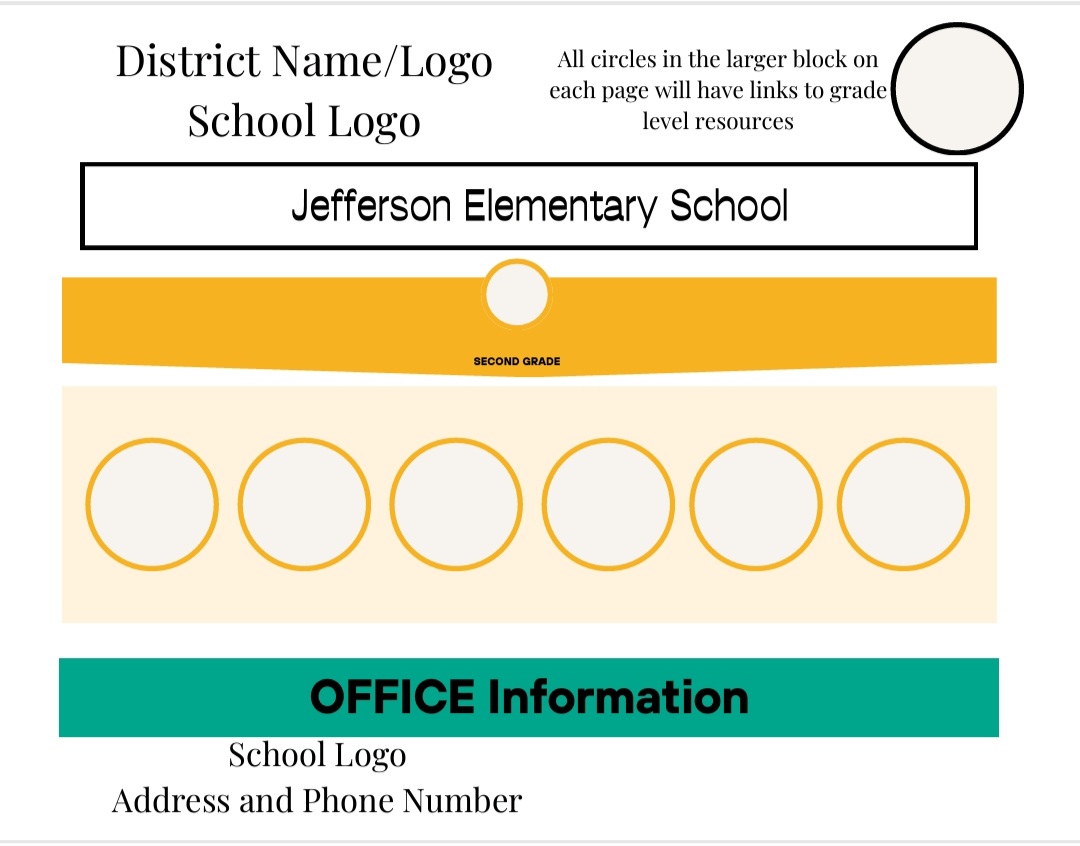 District Name/Logo
School Logo
All circles in the larger block on
each page will have links to grade
level resources
Jefferson Elementary School
SECOND GRADE
OFFICE Information
School Logo
Address and Phone Number